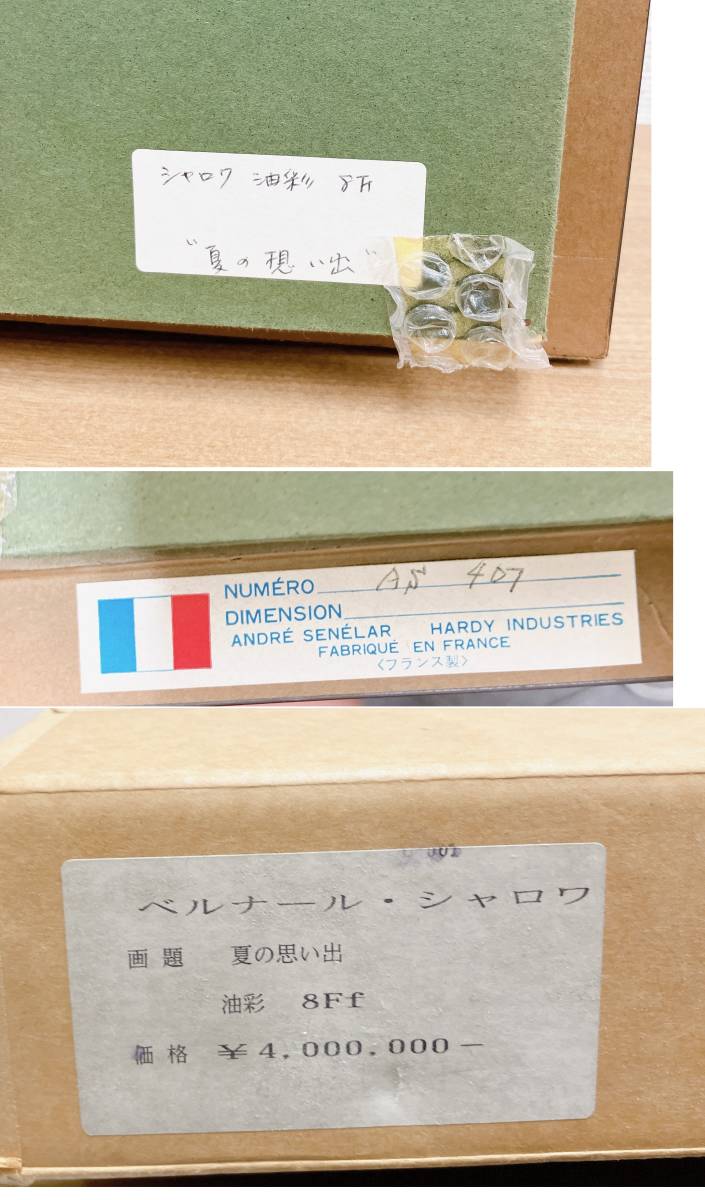 シャロワ 油彩 8F
"夏の想い出"
NUMÉRO AS 407
DIMENSION
ANDRÉ SENÉLAR HARDY INDUSTRIES
FABRIQUÉ EN FRANCE
〈フランス製〉
ベルナール・シャロワ
画題 夏の思い出
油彩 8Ff
価格 ¥4,000,000-